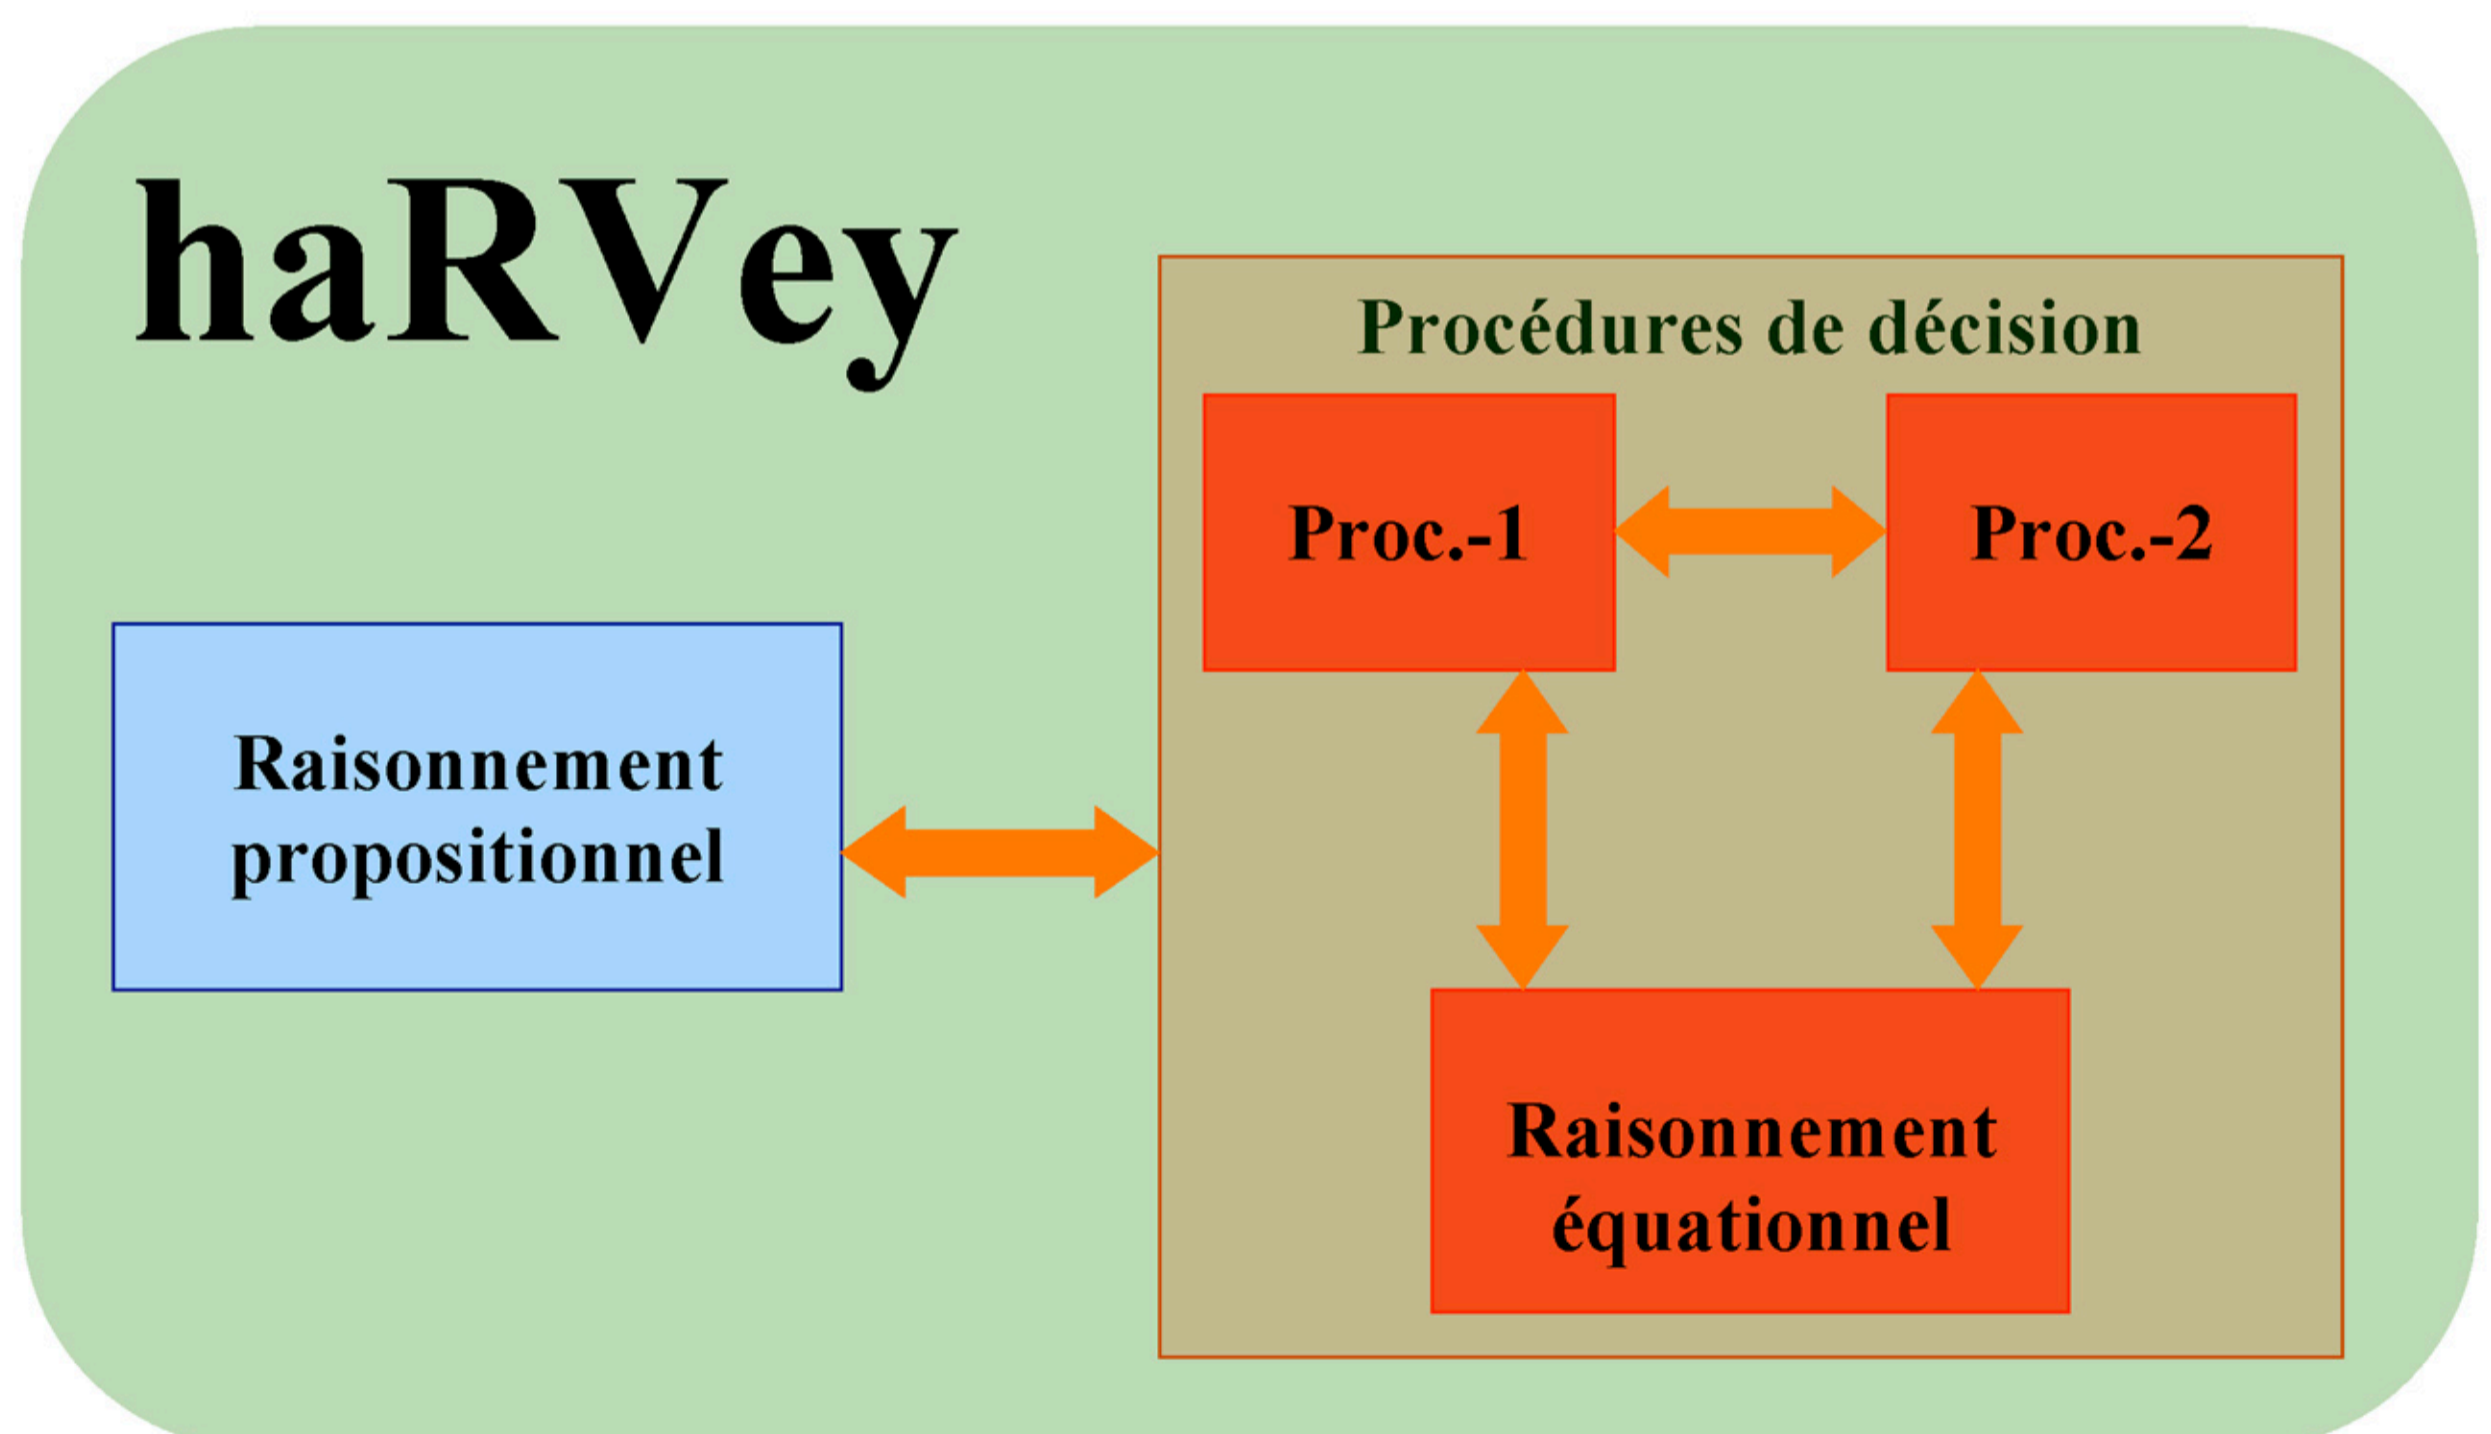 haRVey
Procédures de décision
Proc.-1
Proc.-2
Raisonnement
propositionnel
Raisonnement
équationnel